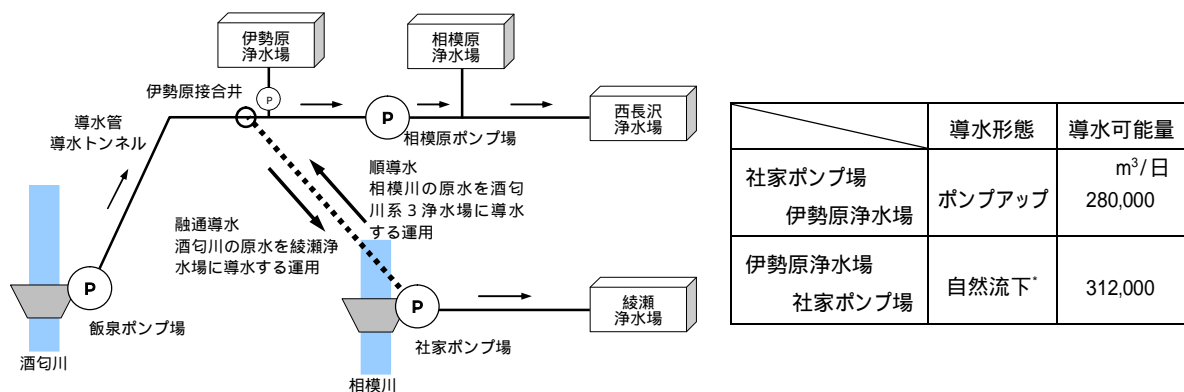 伊勢原
浄水場
相模原
浄水場
伊勢原接合井
P
P
相模原ポンプ場
西長沢
浄水場
導水管
導水トンネル
順導水
相模川の原水を酒匂
川系3浄水場に導水
する運用
融通導水
酒匂川の原水を綾瀬浄
水場に導水する運用
P
飯泉ポンプ場
酒匂川
P
社家ポンプ場
相模川
綾瀬
浄水場
導水形態 導水可能量
社家ポンプ場
伊勢原浄水場
ポンプアップ
m³/日
280,000
伊勢原浄水場
社家ポンプ場
自然流下*
312,000